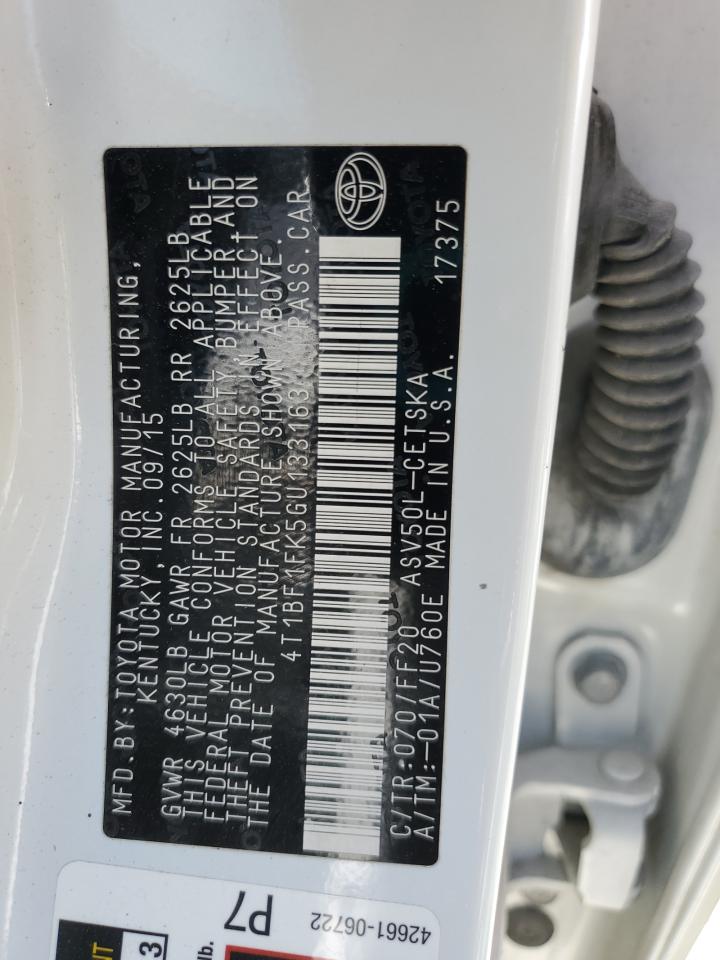 MFD.BY:TOYOTA MOTOR MANUFACTURING,
KENTUCKY,INC.09/15
GVWR 4630LB GAWR FR 2625LB RR 2625LB
THIS VEHICLE CONFORMS TO ALL APPLICABLE
FEDERAL MOTOR VEHICLE SAFETY, BUMPER AND
THEFT PREVENTION STANDARDS IN EFFECT ON
THE DATE OF MANUFACTURE SHOWN ABOVE.
4T1BF1FK5GU133163 PASS.CAR
C/TR:070/FF20 ASV50L-CETSKA
A/TM:-01A/U760E MADE IN U.S.A. 17375
P7
42661-06722
3
lb.